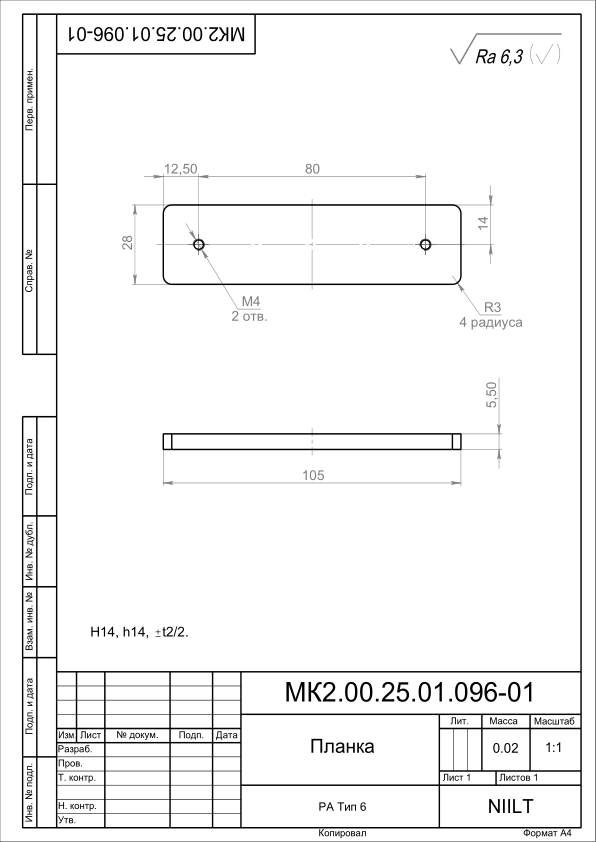 МК2.00.25.01.096-01
Ra 6,3 (√)
Перв. примен.
Справ. №
12,50
80
28
14
М4
2 отв.
R3
4 радиуса
5,50
105
Подп. и дата
Инв. № дубл.
Взам. инв. №
Подп. и дата
Инв. № подл.
H14, h14, ±t2/2.
МК2.00.25.01.096-01
Изм Лист № докум. Подп. Дата
Разраб.
Пров.
Т. контр.
Н. контр.
Утв.
Планка
Лит. Масса Масштаб
0.02 1:1
Лист 1 Листов 1
РА Тип 6
NIILT
Копировал Формат А4